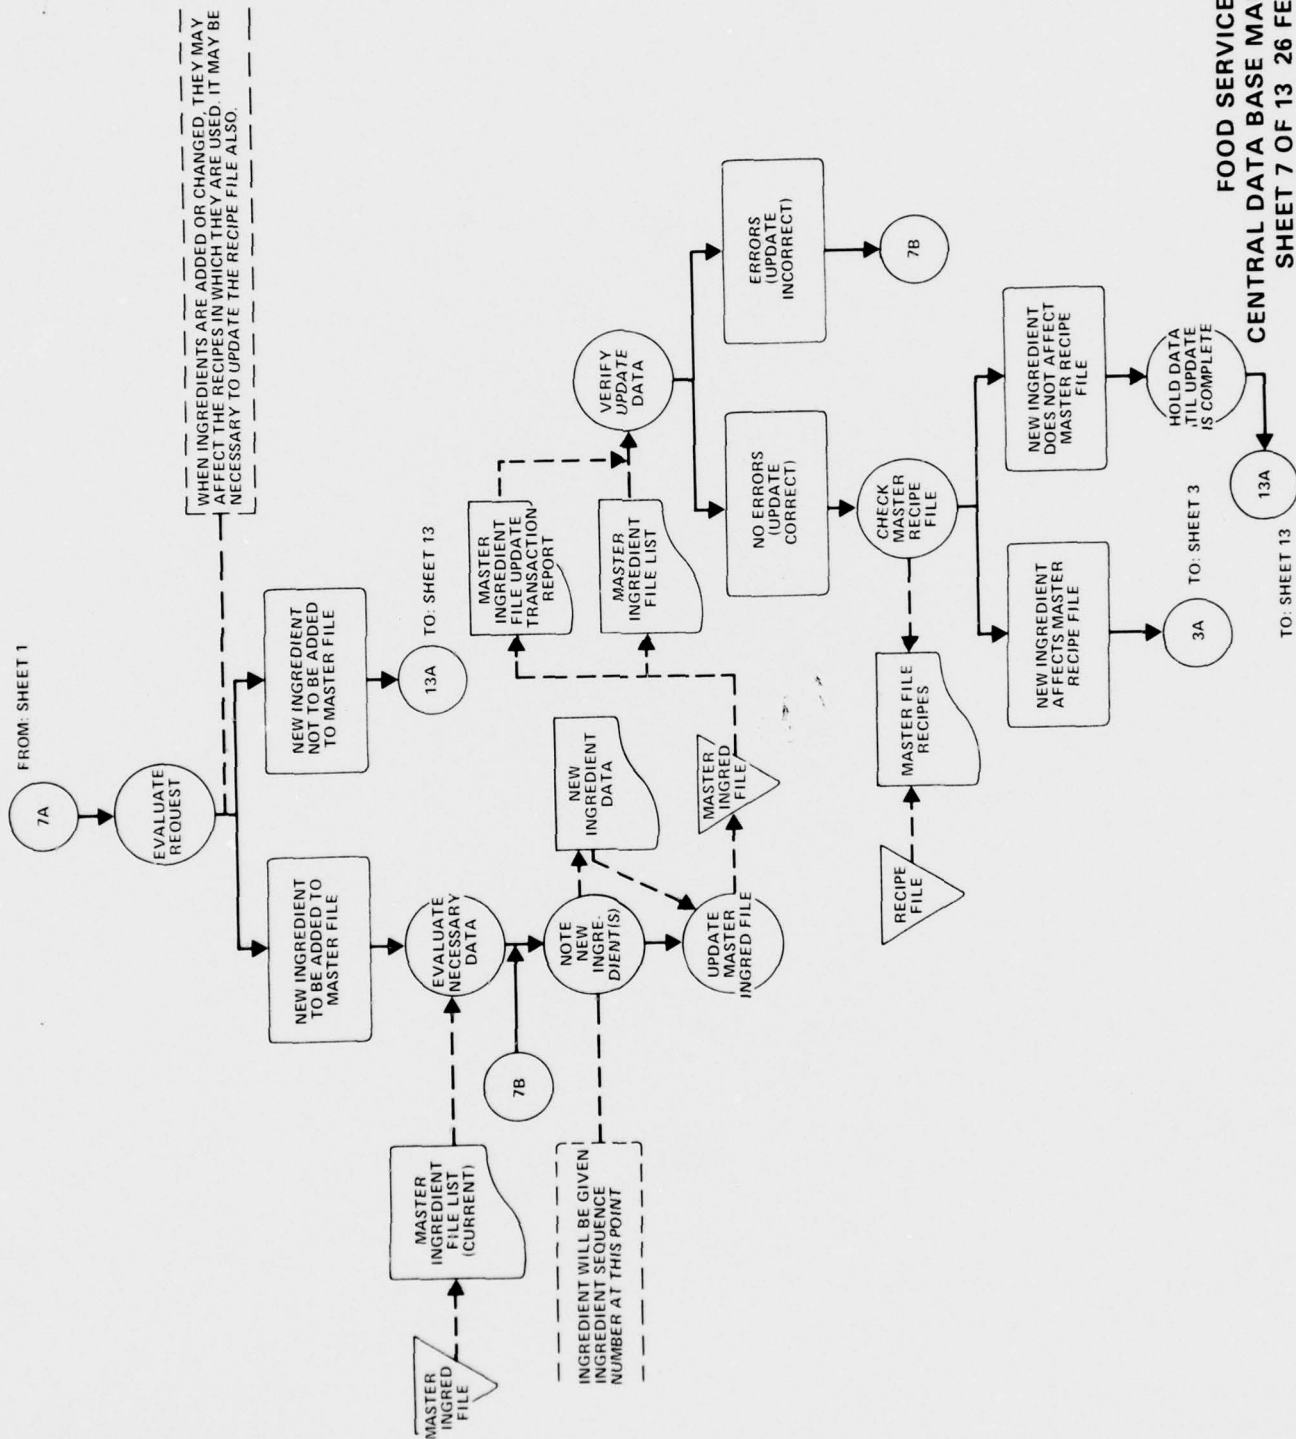 FROM: SHEET 1
7A
EVALUATE
REQUEST
WHEN INGREDIENTS ARE ADDED OR CHANGED, THEY MAY
AFFECT THE RECIPES IN WHICH THEY ARE USED. IT MAY BE
NECESSARY TO UPDATE THE RECIPE FILE ALSO.
NEW INGREDIENT
TO BE ADDED TO
MASTER FILE
NEW INGREDIENT
NOT TO BE ADDED
TO MASTER FILE
13A
TO: SHEET 13
MASTER
INGRED
FILE
MASTER
INGREDIENT
FILE LIST
(CURRENT)
EVALUATE
NECESSARY
DATA
7B
INGREDIENT WILL BE GIVEN
INGREDIENT SEQUENCE
NUMBER AT THIS POINT
NOTE
NEW
INGRE-
DIENT(S)
NEW
INGREDIENT
DATA
UPDATE
MASTER
INGRED FILE
MASTER
INGRED
FILE
MASTER
INGREDIENT
FILE UPDATE
TRANSACTION
REPORT
MASTER
INGREDIENT
FILE LIST
VERIFY
UPDATE
DATA
NO ERRORS
(UPDATE
CORRECT)
ERRORS
(UPDATE
INCORRECT)
7B
RECIPE
FILE
MASTER FILE
RECIPES
CHECK
MASTER
RECIPE
FILE
NEW INGREDIENT
AFFECTS MASTER
RECIPE FILE
3A
TO: SHEET 3
NEW INGREDIENT
DOES NOT AFFECT
MASTER RECIPE
FILE
HOLD DATA
'TIL UPDATE
IS COMPLETE
13A
TO: SHEET 13
FOOD SERVICE
CENTRAL DATA BASE MA
SHEET 7 OF 13 26 FE